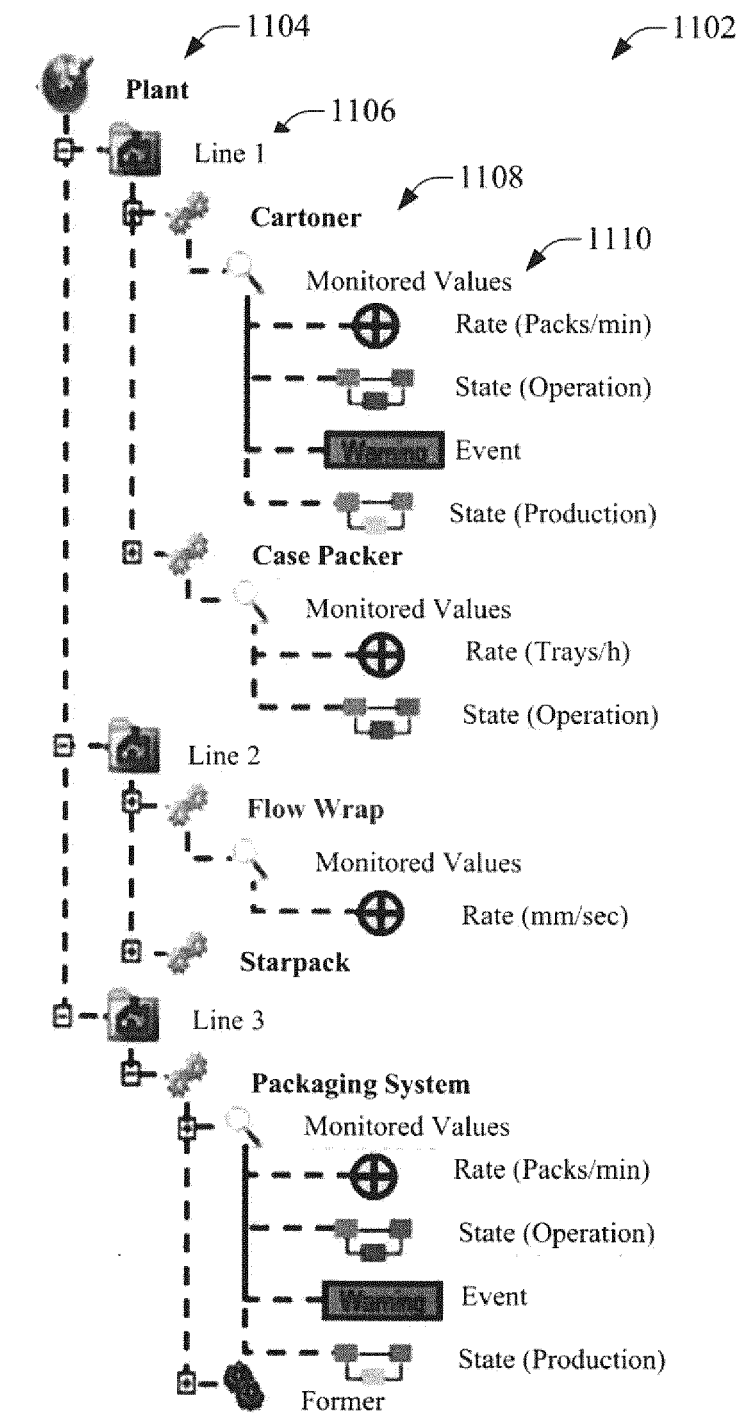 1104
1102
Plant
1106
Line 1
1108
Cartoner
1110
Monitored Values
Rate (Packs/min)
State (Operation)
Warning
Event
State (Production)
Case Packer
Monitored Values
Rate (Trays/h)
State (Operation)
Line 2
Flow Wrap
Monitored Values
Rate (mm/sec)
Starpack
Line 3
Packaging System
Monitored Values
Rate (Packs/min)
State (Operation)
Warning
Event
State (Production)
Former